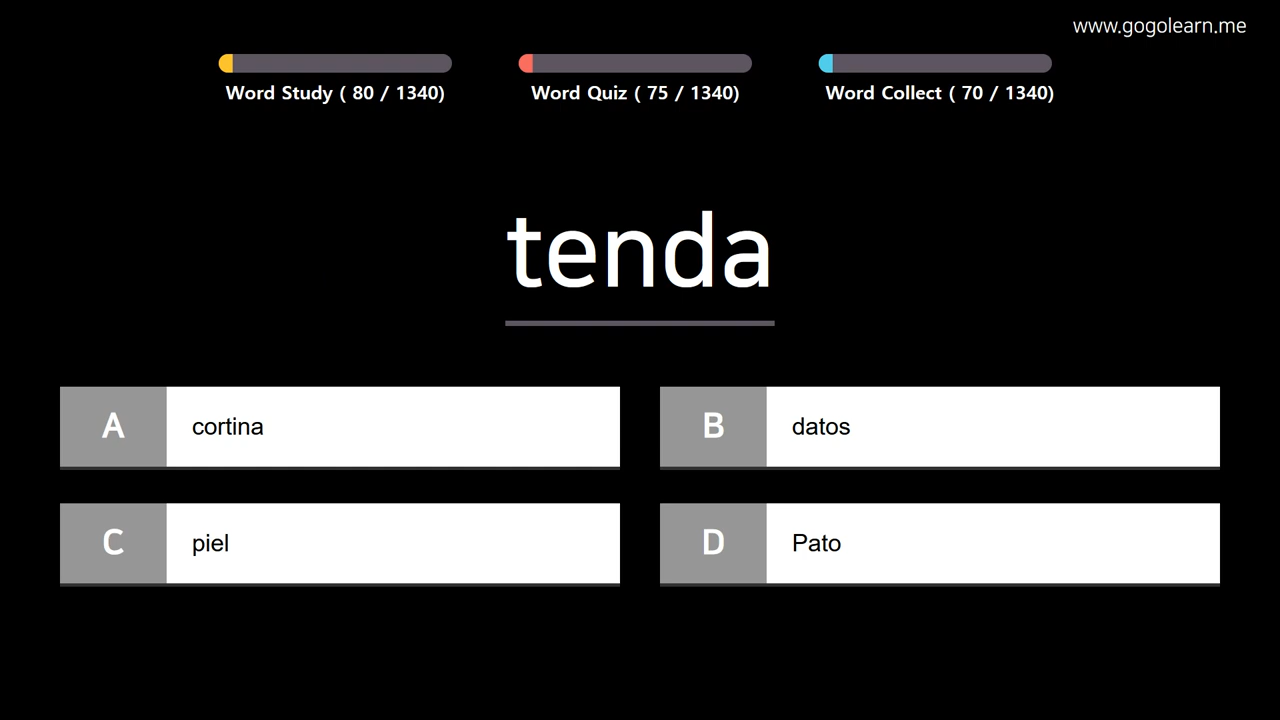 www.gogolearn.me
Word Study ( 80 / 1340)
Word Quiz ( 75 / 1340)
Word Collect ( 70 / 1340)
tenda
A cortina
B datos
C piel
D Pato